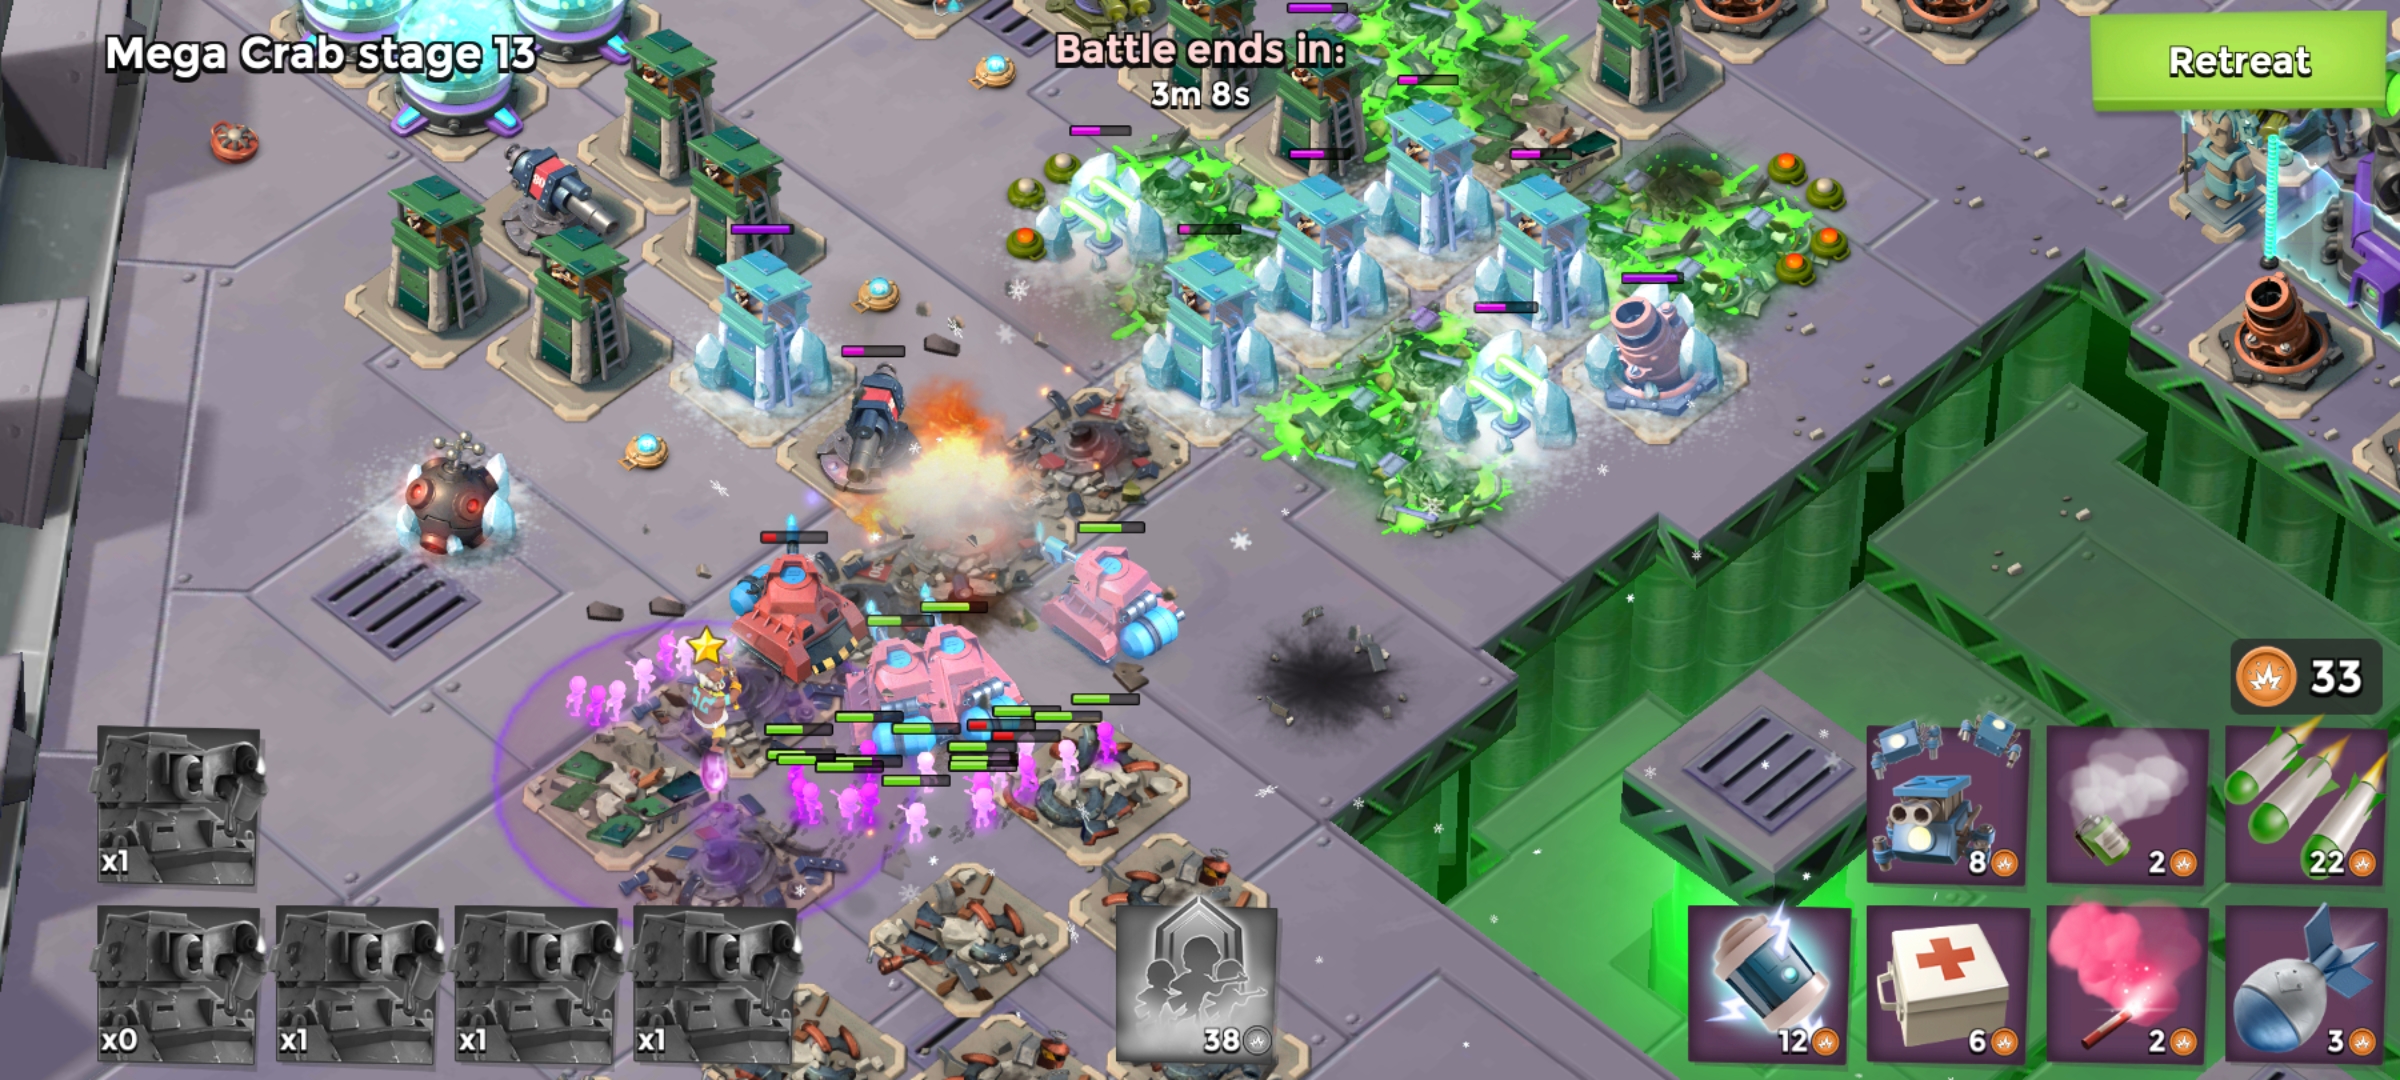 Mega Crab stage 13
Battle ends in:
3m 8s
Retreat
33
x1
8
2
22
x0
x1
x1
x1
38
12
6
2
3